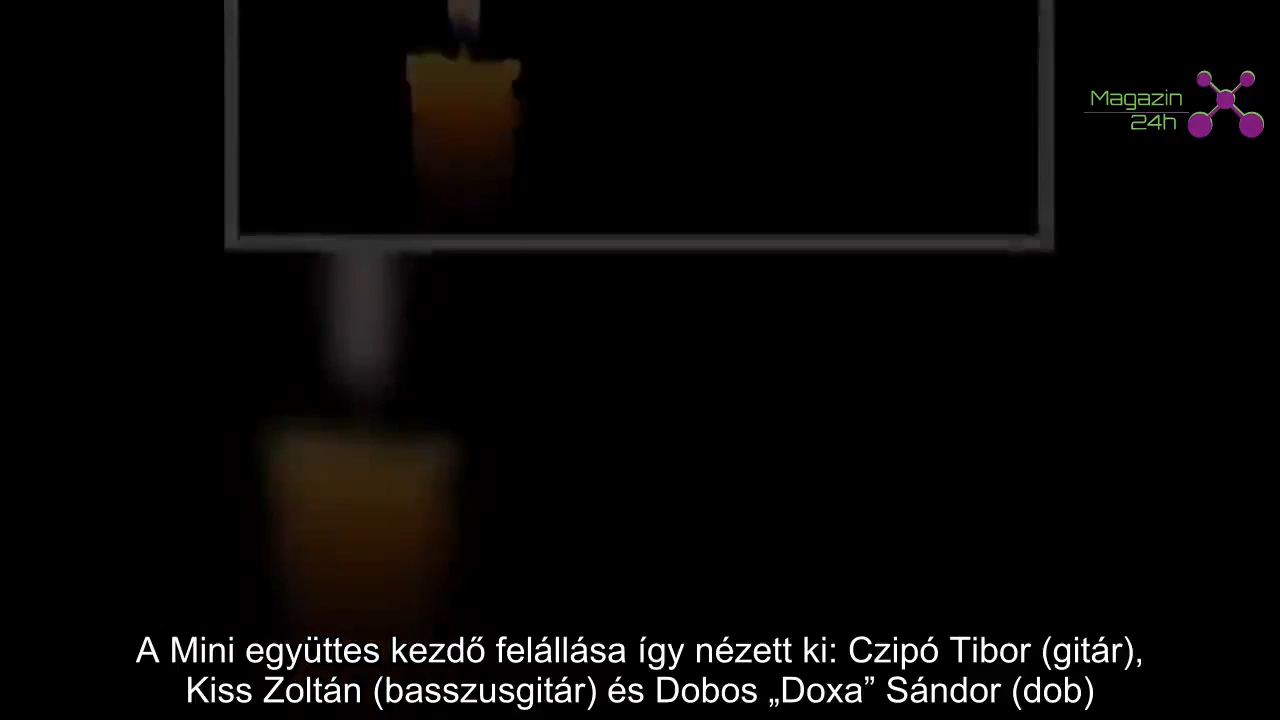 Magazin
24h
A Mini együttes kezdő felállása így nézett ki: Czipó Tibor (gitár),
Kiss Zoltán (basszusgitár) és Dobos „Doxa” Sándor (dob)